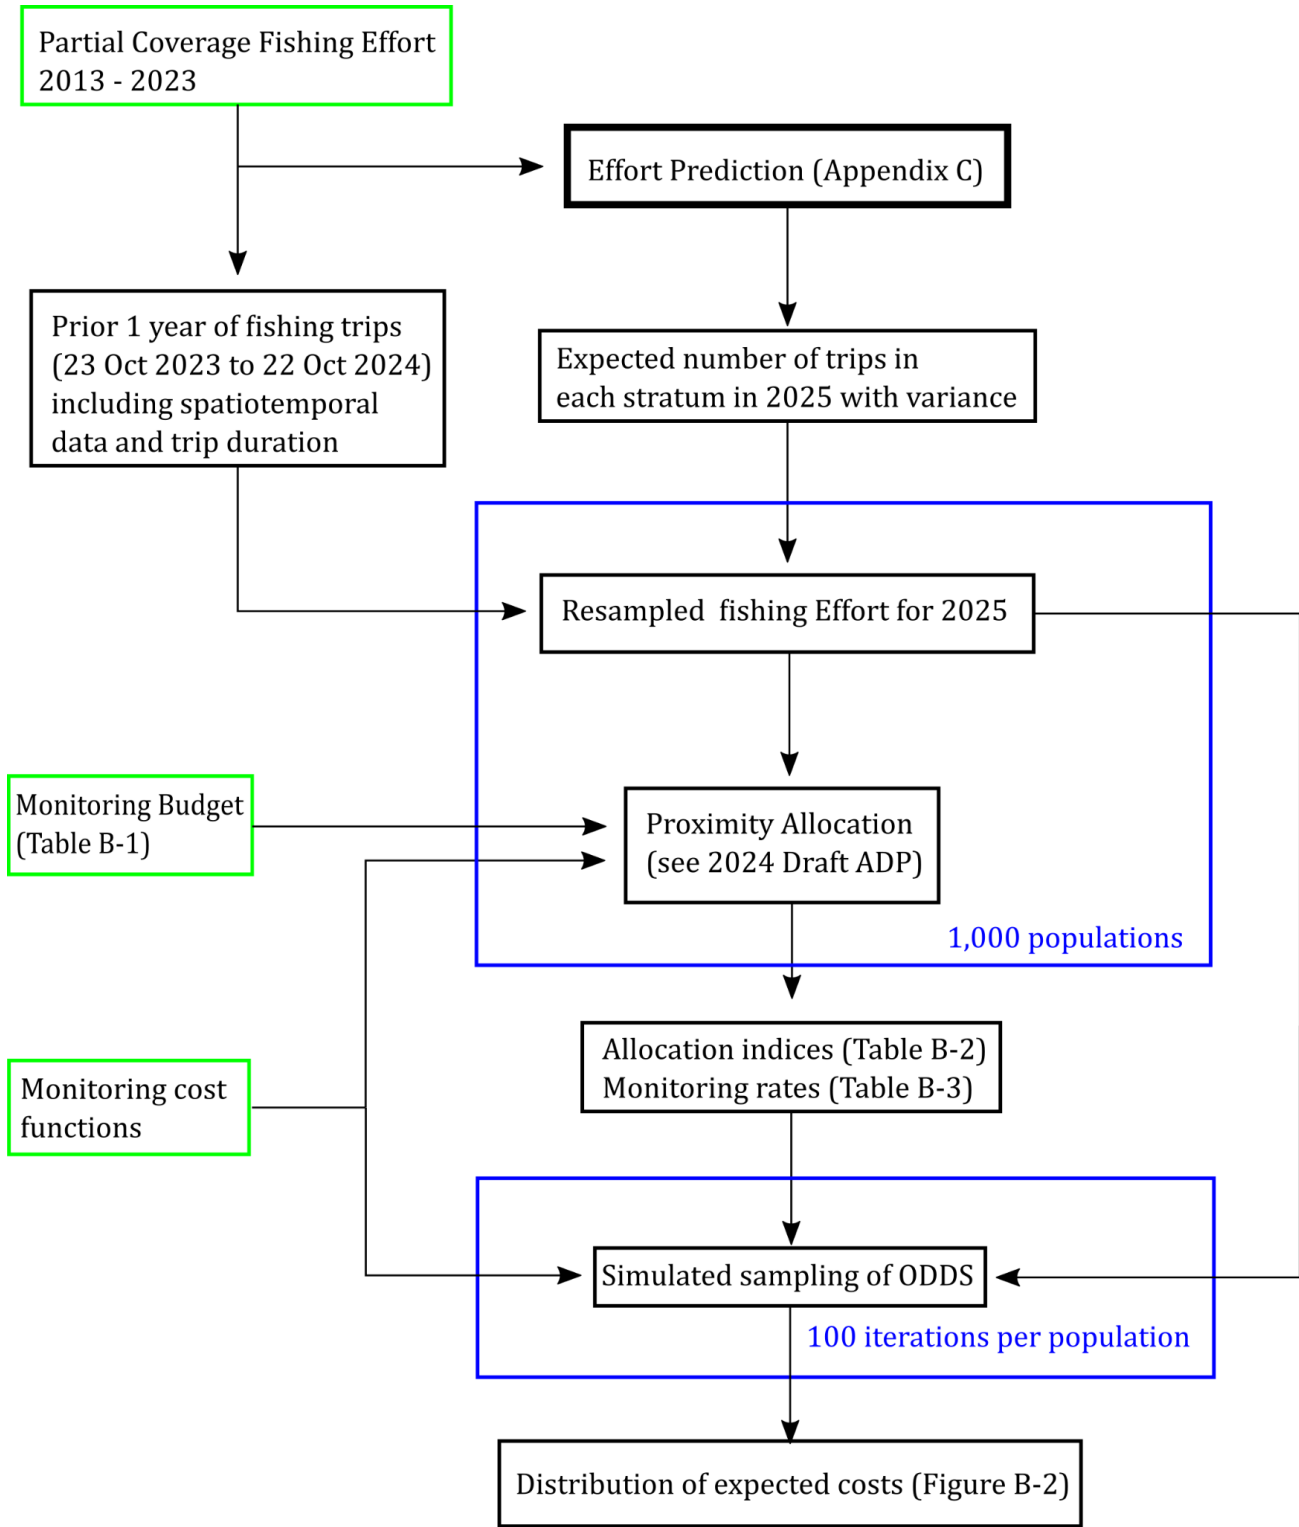 Partial Coverage Fishing Effort
2013 - 2023
Effort Prediction (Appendix C)
Prior 1 year of fishing trips
(23 Oct 2023 to 22 Oct 2024)
including spatiotemporal
data and trip duration
Expected number of trips in
each stratum in 2025 with variance
Resampled fishing Effort for 2025
Monitoring Budget
(Table B-1)
Proximity Allocation
(see 2024 Draft ADP)
1,000 populations
Allocation indices (Table B-2)
Monitoring rates (Table B-3)
Monitoring cost
functions
Simulated sampling of ODDS
100 iterations per population
Distribution of expected costs (Figure B-2)